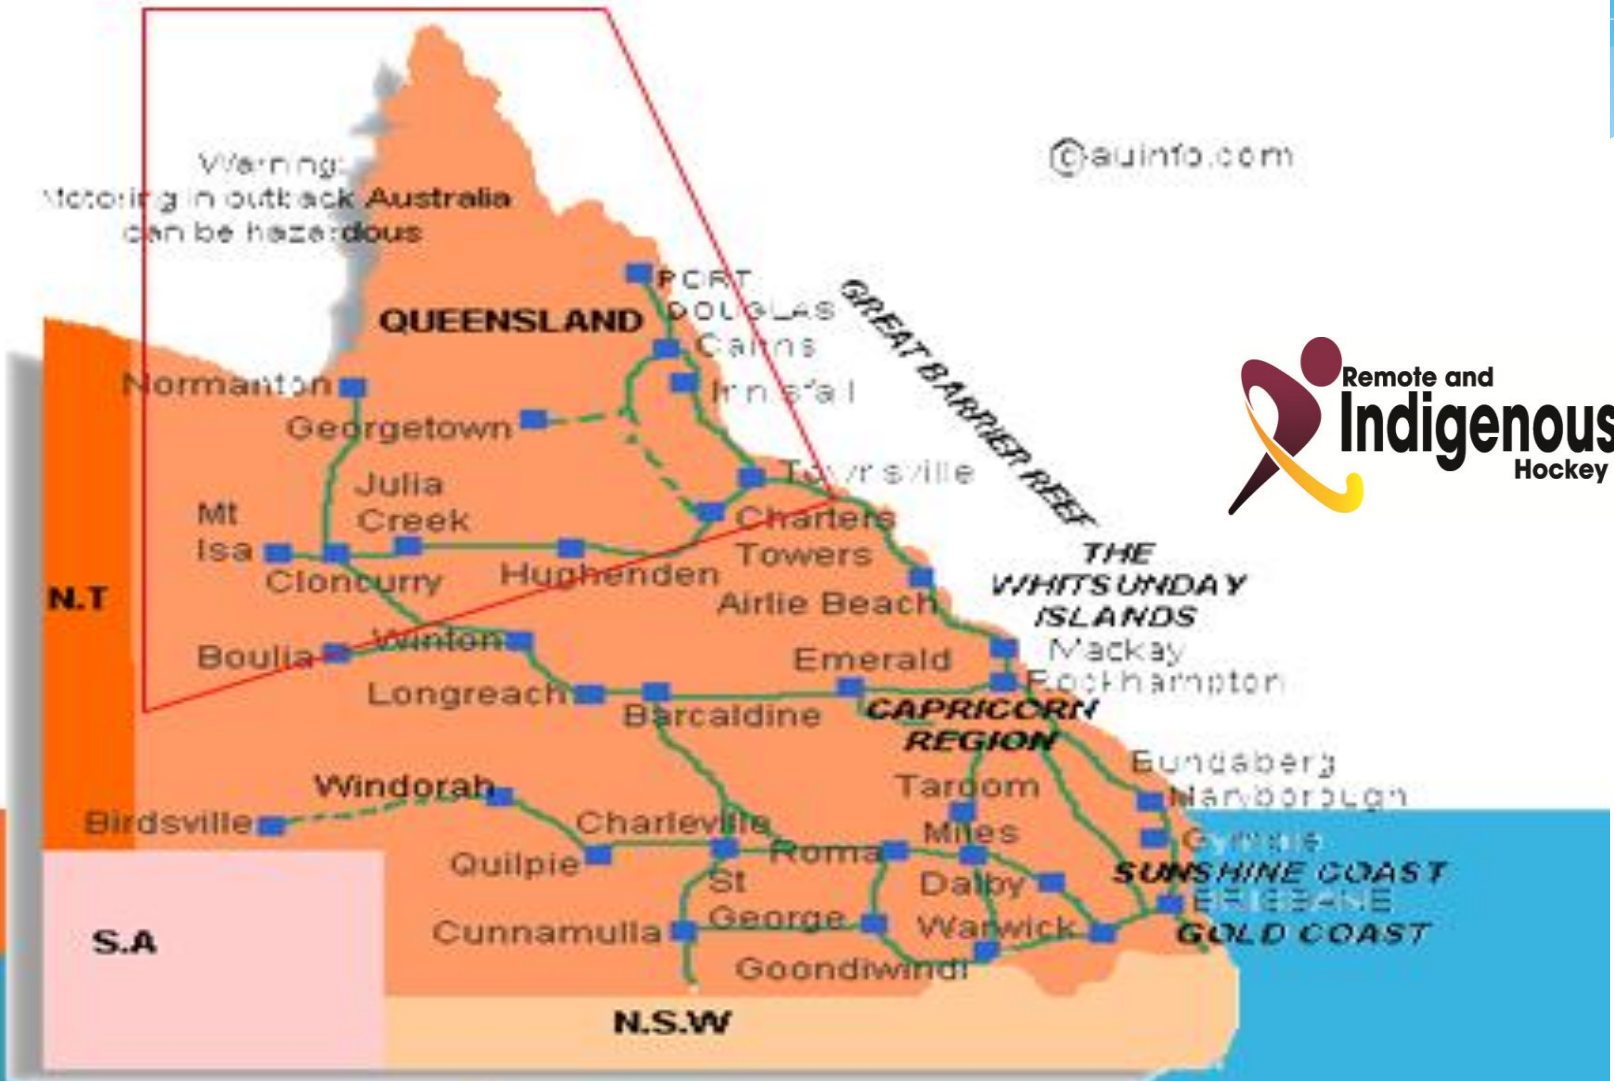 Warning:
Motoring in outback Australia
can be hazardous
©auinfo.com
PORT
DOUGLAS
QUEENSLAND
Cairns
Innisfail
Normanton
Georgetown
GREAT BARRIER REEF
Remote and
Indigenous
Hockey
Townsville
Julia
Creek
Mt
Isa
Charters
Towers
Cloncurry
Hughenden
THE
WHITSUNDAY
ISLANDS
N.T
Airlie Beach
Boulia
Winton
Mackay
Emerald
Rockhampton
Longreach
Barcaldine
CAPRICORN
REGION
Bundaberg
Windorah
Taroom
Maryborough
Birdsville
Charleville
Miles
Gympie
Quilpie
Roma
St
George
Dalby
SUNSHINE COAST
BRISBANE
Cunnamulla
Warwick
GOLD COAST
S.A
Goondiwindi
N.S.W